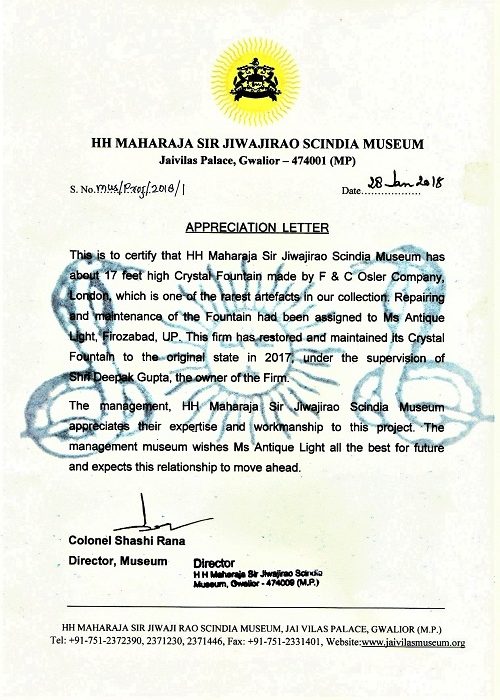 HH MAHARAJA SIR JIWAJIRAO SCINDIA MUSEUM
Jaivilas Palace, Gwalior – 474001 (MP)
S. No. mus/Proj/2018/1
Date 28 Jan 2018
APPRECIATION LETTER
This is to certify that HH Maharaja Sir Jiwajirao Scindia Museum has
about 17 feet high Crystal Fountain made by F & C Osler Company,
London, which is one of the rarest artefacts in our collection. Repairing
and maintenance of the Fountain had been assigned to Ms Antique
Light, Firozabad, UP. This firm has restored and maintained its Crystal
Fountain to the original state in 2017, under the supervision of
Shri Deepak Gupta, the owner of the Firm.
The management, HH Maharaja Sir Jiwajirao Scindia Museum
appreciates their expertise and workmanship to this project. The
management museum wishes Ms Antique Light all the best for future
and expects this relationship to move ahead.
Colonel Shashi Rana
Director, Museum
Director
H H Maharaja Sir Jiwajirao Scindia
Museum, Gwalior - 474009 (M.P.)
HH MAHARAJA SIR JIWAJI RAO SCINDIA MUSEUM, JAI VILAS PALACE, GWALIOR (M.P.)
Tel: +91-751-2372390, 2371230, 2371446, Fax: +91-751-2331401, Website:www.jaivilasmuseum.org